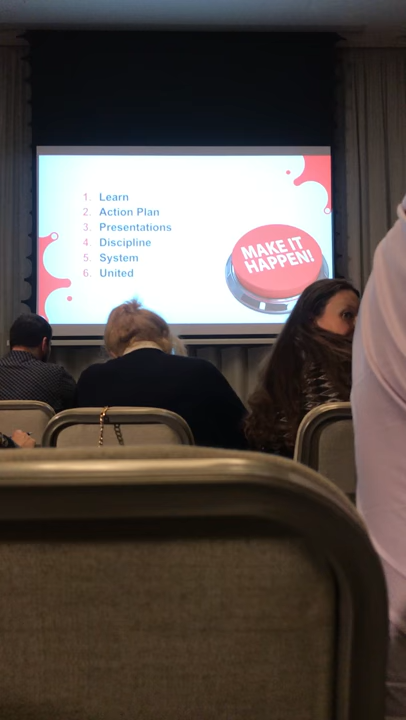 1. Learn
2. Action Plan
3. Presentations
4. Discipline
5. System
6. United
MAKE IT
HAPPEN!